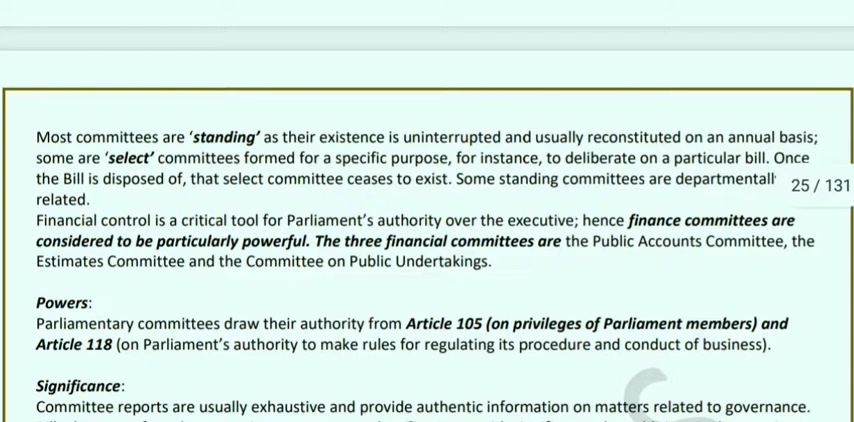 Most committees are ‘standing’ as their existence is uninterrupted and usually reconstituted on an annual basis;
some are ‘select’ committees formed for a specific purpose, for instance, to deliberate on a particular bill. Once
the Bill is disposed of, that select committee ceases to exist. Some standing committees are
25 / 131
related.
Financial control is a critical tool for Parliament’s authority over the executive; hence finance committees are
considered to be particularly powerful. The three financial committees are the Public Accounts Committee, the
Estimates Committee and the Committee on Public Undertakings.
Powers:
Parliamentary committees draw their authority from Article 105 (on privileges of Parliament members) and
Article 118 (on Parliament’s authority to make rules for regulating its procedure and conduct of business).
Significance:
Committee reports are usually exhaustive and provide authentic information on matters related to governance.